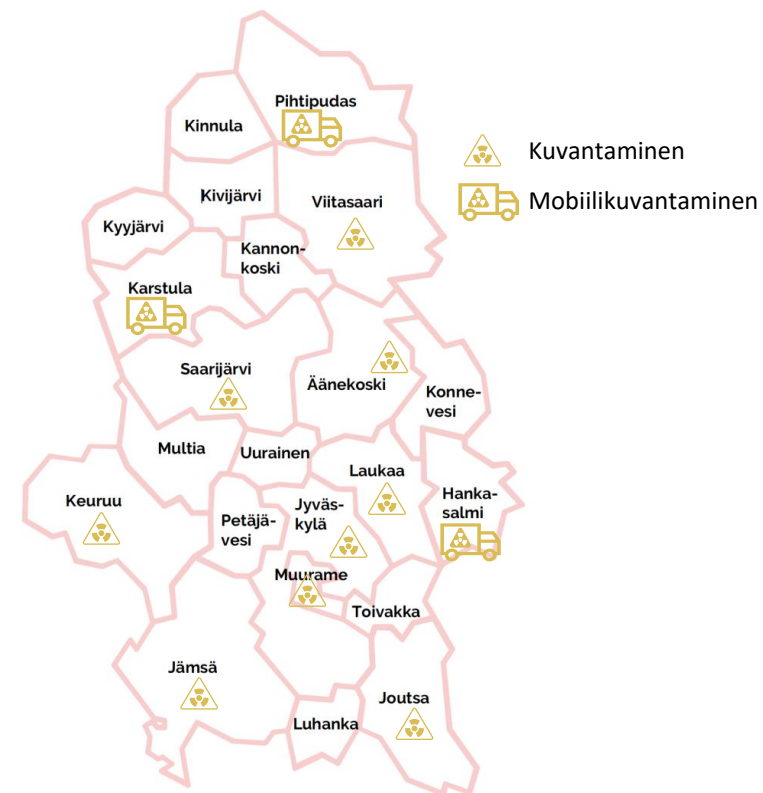 Pihtipudas
Kinnula
Kuvantaminen
Mobiilikuvantaminen
Kivijärvi
Viitasaari
Kyyjärvi
Kannon-
koski
Karstula
Saarijärvi
Äänekoski
Konne-
vesi
Multia
Uurainen
Laukaa
Keuruu
Hanka-
salmi
Petäjä-
vesi
Jyväs-
kylä
Muurame
Toivakka
Jämsä
Joutsa
Luhanka